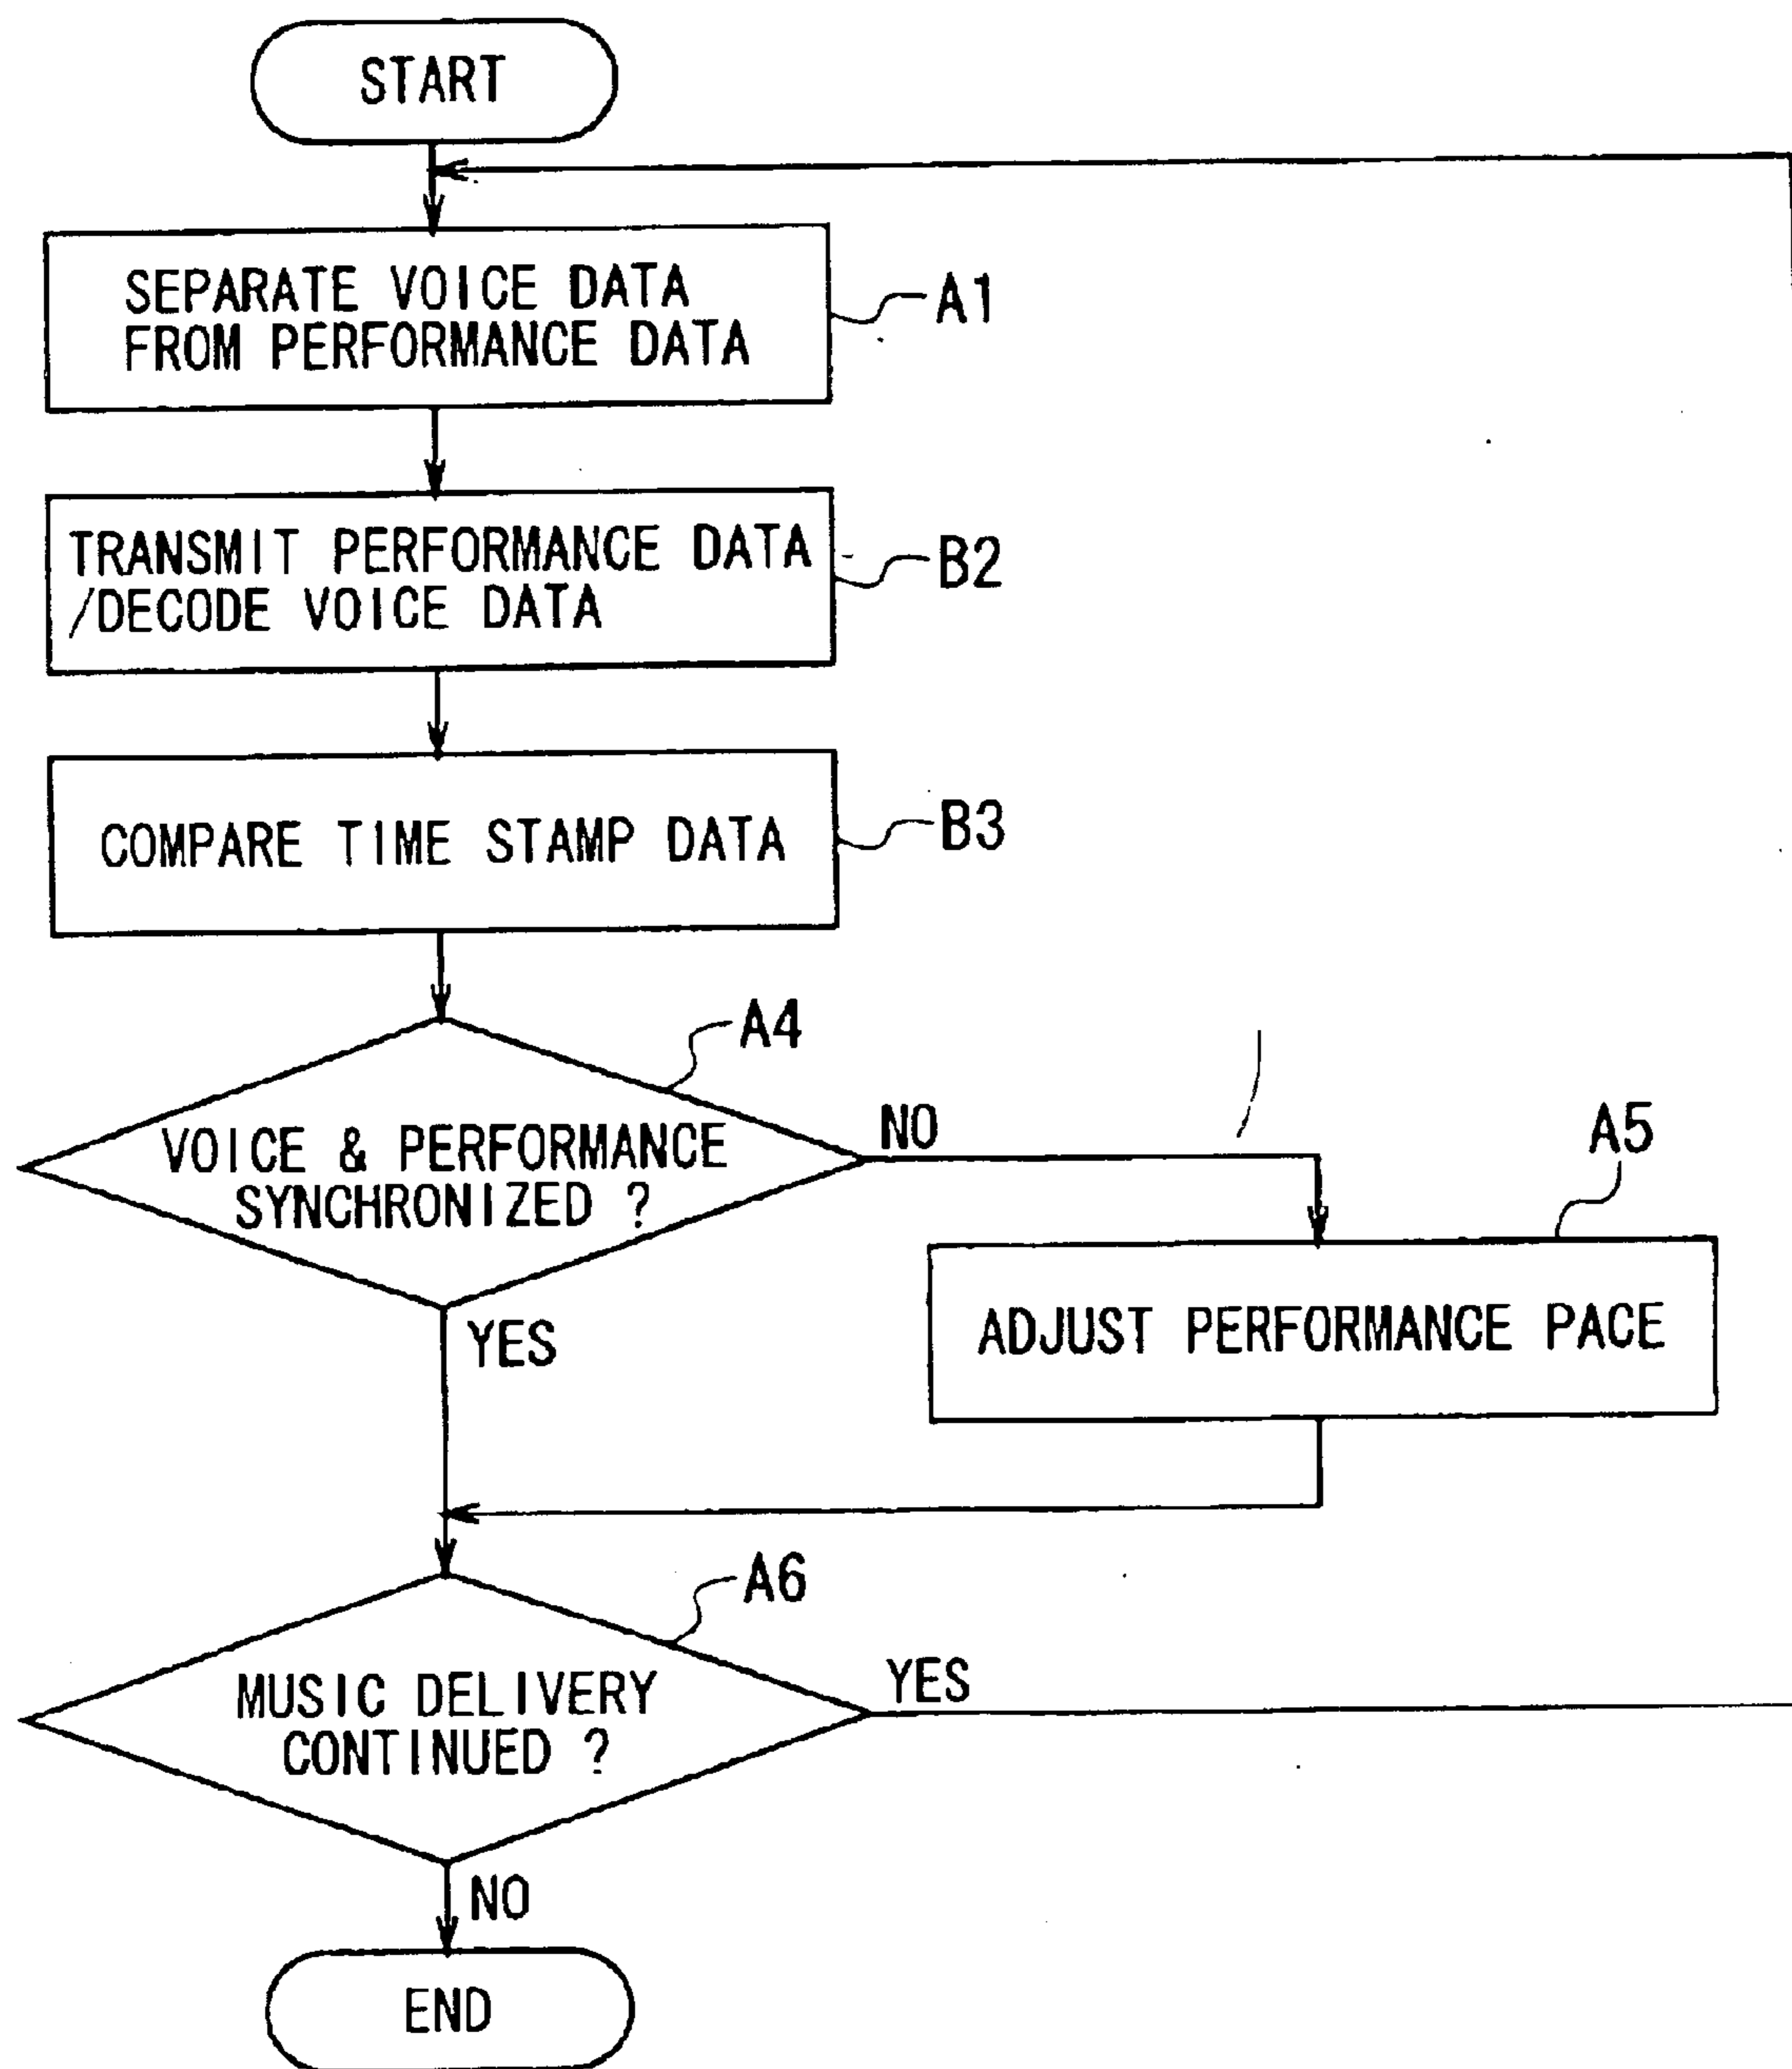 START
SEPARATE VOICE DATA
FROM PERFORMANCE DATA
A1
TRANSMIT PERFORMANCE DATA
/DECODE VOICE DATA
B2
COMPARE TIME STAMP DATA
B3
A4
VOICE & PERFORMANCE
SYNCHRONIZED ?
NO
YES
A5
ADJUST PERFORMANCE PACE
A6
MUSIC DELIVERY
CONTINUED ?
YES
NO
END